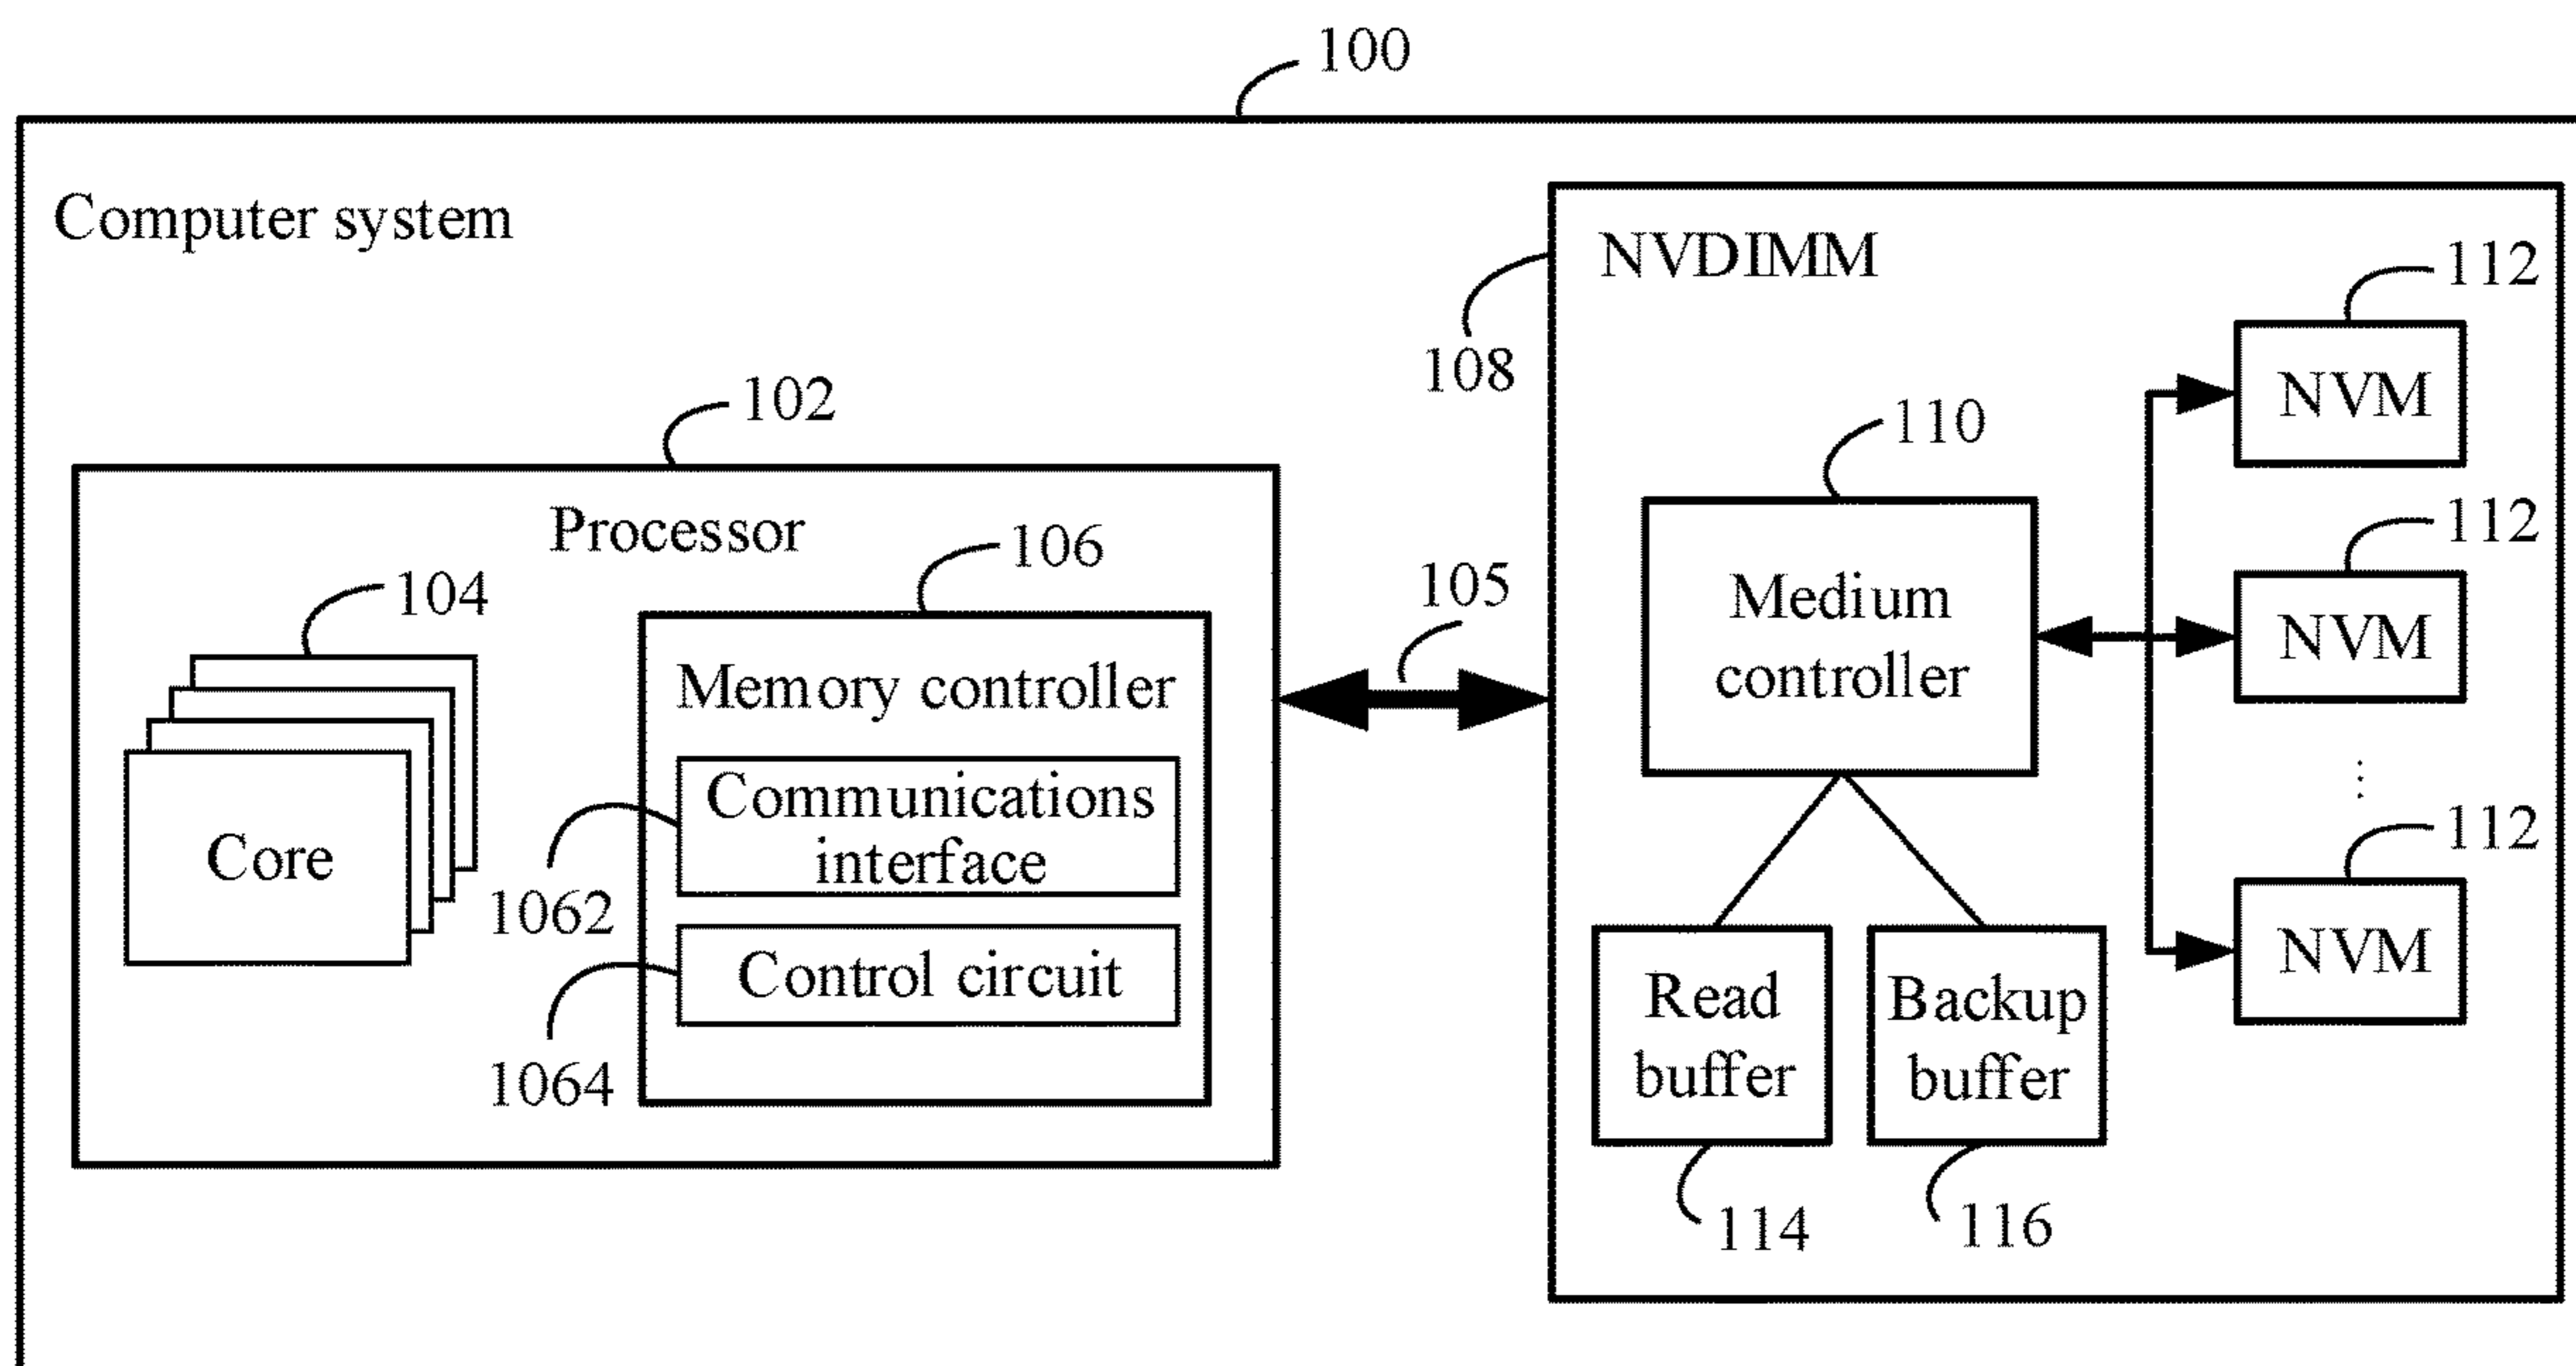 100
Computer system
NVDIMM
112
108
NVM
102
110
Processor
106
112
104
105
Medium
controller
NVM
Memory controller
Communications
interface
112
Core
1062
NVM
Control circuit
Read
buffer
Backup
buffer
1064
114
116